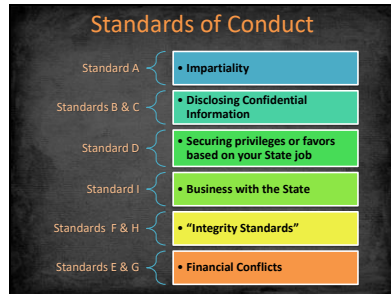 Standards of Conduct
Standard A
• Impartiality
Standards B & C
• Disclosing Confidential
Information
Standard D
• Securing privileges or favors
based on your State job
Standard I
• Business with the State
Standards F & H
• “Integrity Standards”
Standards E & G
• Financial Conflicts